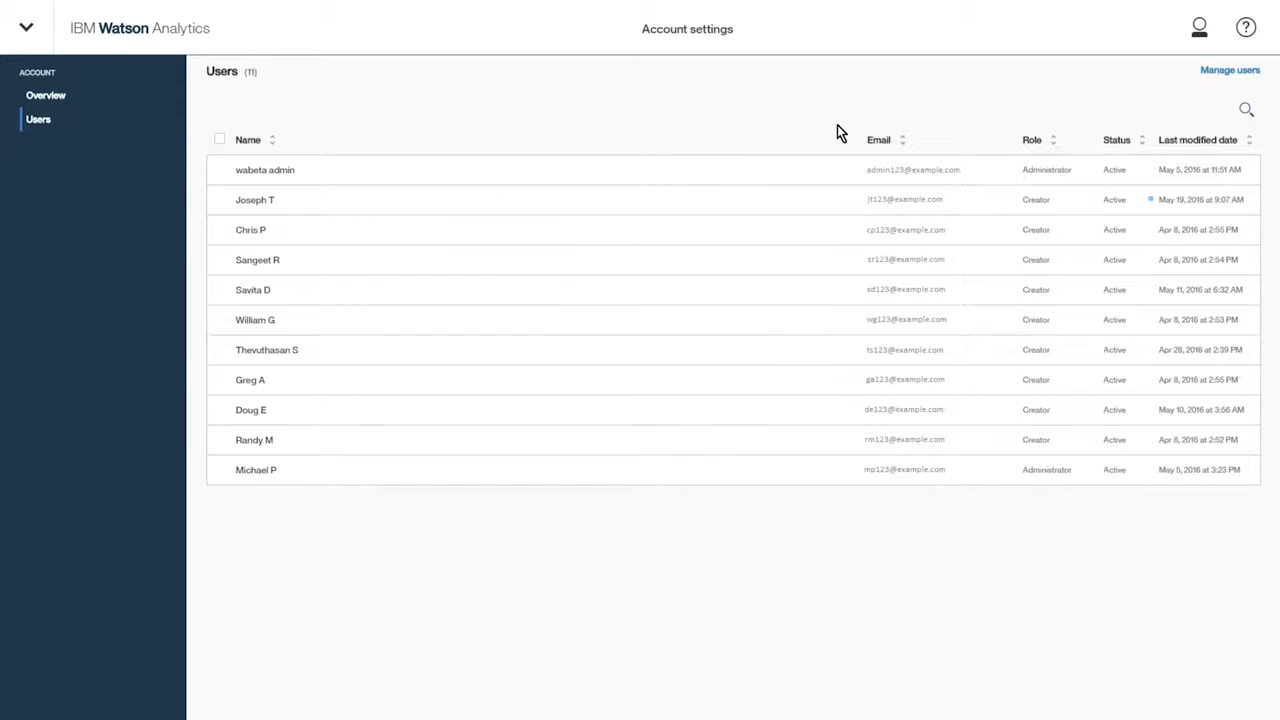 IBM Watson Analytics
Account settings
ACCOUNT
Overview
Users
Users (11)
Manage users
Name Email Role Status Last modified date
wabeta admin admin123@example.com Administrator Active May 5, 2016 at 11:51 AM
Joseph T jt123@example.com Creator Active May 19, 2016 at 9:07 AM
Chris P cp123@example.com Creator Active Apr 8, 2016 at 2:55 PM
Sangeet R sr123@example.com Creator Active Apr 8, 2016 at 2:54 PM
Savita D sd123@example.com Creator Active May 11, 2016 at 6:32 AM
William G wg123@example.com Creator Active Apr 8, 2016 at 2:53 PM
Thevuthasan S ts123@example.com Creator Active Apr 28, 2016 at 2:39 PM
Greg A ga123@example.com Creator Active Apr 8, 2016 at 2:55 PM
Doug E de123@example.com Creator Active May 10, 2016 at 3:56 AM
Randy M rm123@example.com Creator Active Apr 8, 2016 at 2:52 PM
Michael P mp123@example.com Administrator Active May 5, 2016 at 3:23 PM